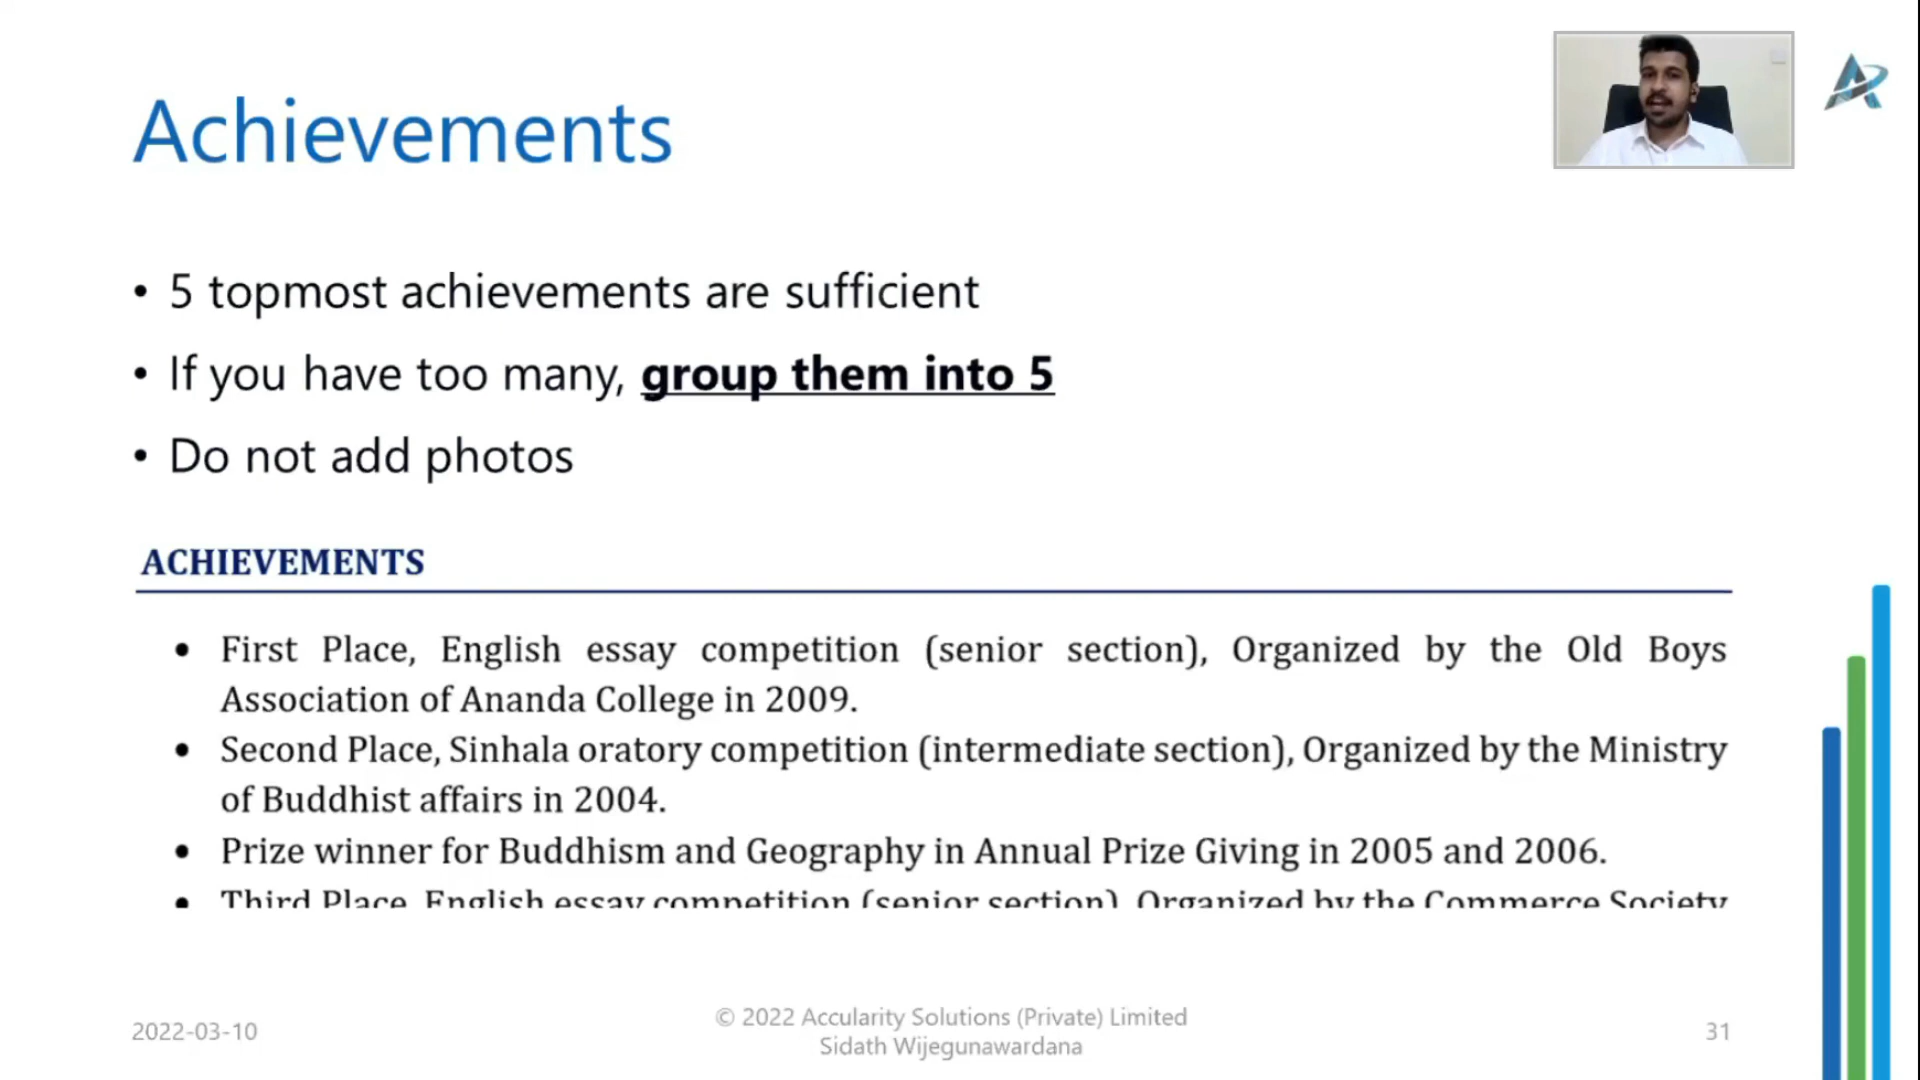 Achievements
• 5 topmost achievements are sufficient
• If you have too many, group them into 5
• Do not add photos
ACHIEVEMENTS
• First Place, English essay competition (senior section), Organized by the Old Boys
Association of Ananda College in 2009.
• Second Place, Sinhala oratory competition (intermediate section), Organized by the Ministry
of Buddhist affairs in 2004.
• Prize winner for Buddhism and Geography in Annual Prize Giving in 2005 and 2006.
• Third Place, English essay competition (senior section), Organized by the Commerce Society
2022-03-10
© 2022 Accularity Solutions (Private) Limited
Sidath Wijegunawardana
31